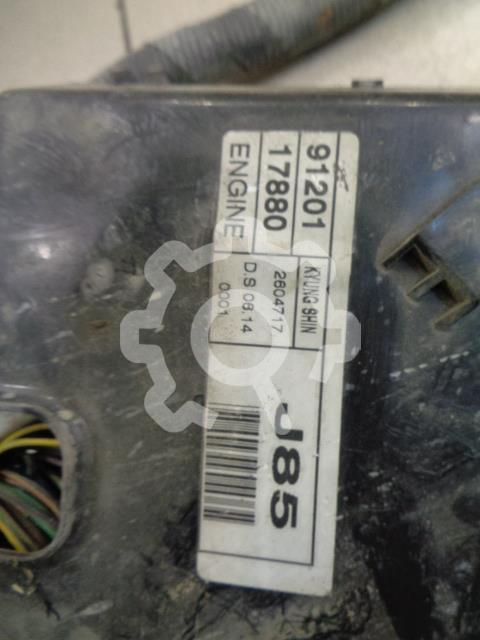 91201
17880
ENGINE
KYUNG SHIN
2604717
D.S 06.14
0001
J85